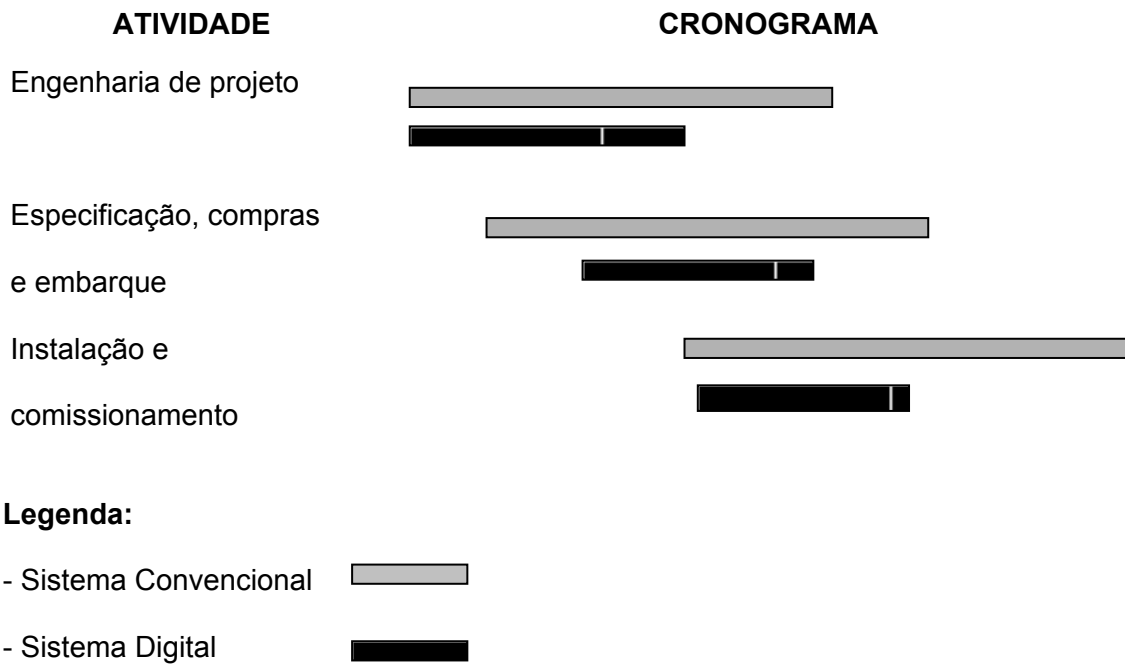 ATIVIDADE CRONOGRAMA
Engenharia de projeto
Especificação, compras
e embarque
Instalação e
comissionamento
Legenda:
- Sistema Convencional
- Sistema Digital